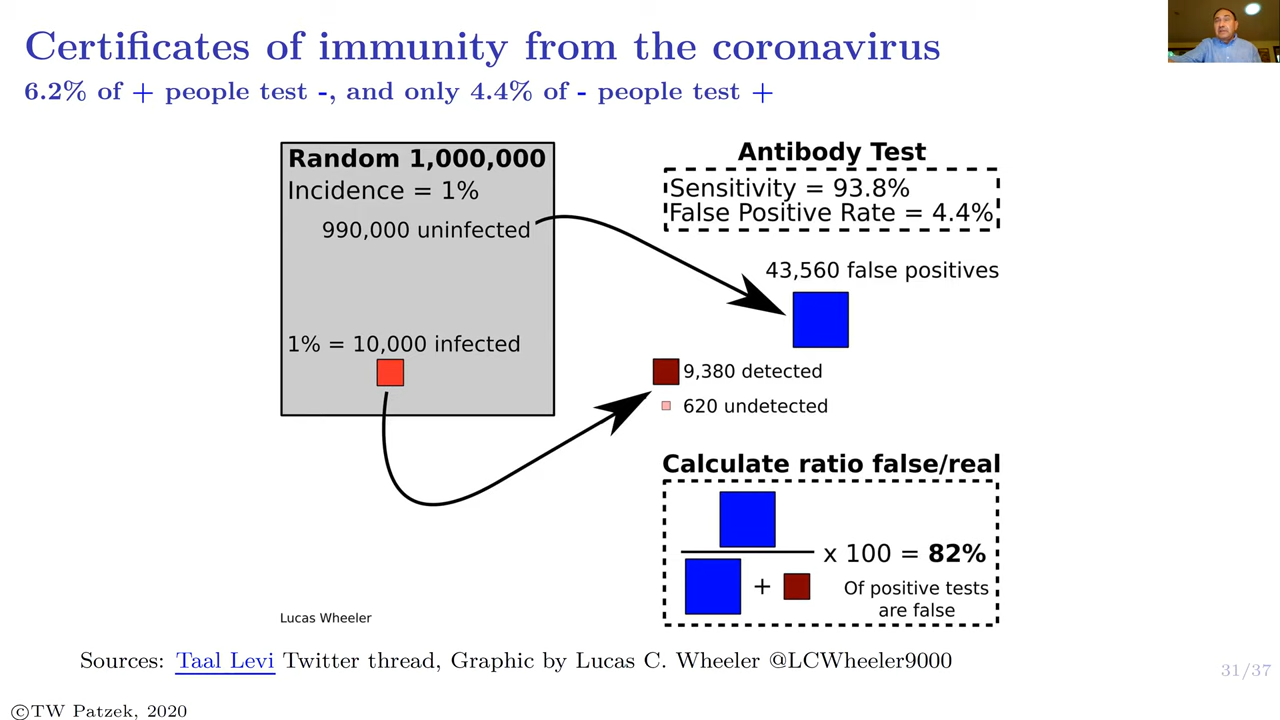 Certificates of immunity from the coronavirus
6.2% of + people test -, and only 4.4% of - people test +
Random 1,000,000
Incidence = 1%
990,000 uninfected
1% = 10,000 infected
Antibody Test
Sensitivity = 93.8%
False Positive Rate = 4.4%
43,560 false positives
9,380 detected
620 undetected
Calculate ratio false/real
+
x 100 = 82%
Of positive tests
are false
Lucas Wheeler
Sources: Taal Levi Twitter thread, Graphic by Lucas C. Wheeler @LCWheeler9000
31/37
©TW Patzek, 2020